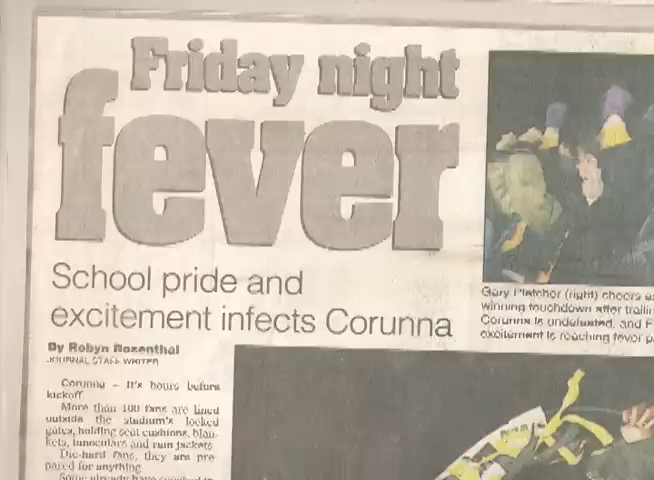 Friday night
fever
School pride and
excitement infects Corunna
By Robyn Rosenthal
JOURNAL STAFF WRITER
Corunna – It's hours before
kickoff
More than 100 fans are lined
outside the stadium's locked
gates, holding seat cushions, blan-
kets, binoculars and rain jackets.
Die-hard fans, they are pre
pared for anything
Some already have
Gary (right) cheers
winning touchdown after
Corunna is undefeated, and
excitement is reaching fever